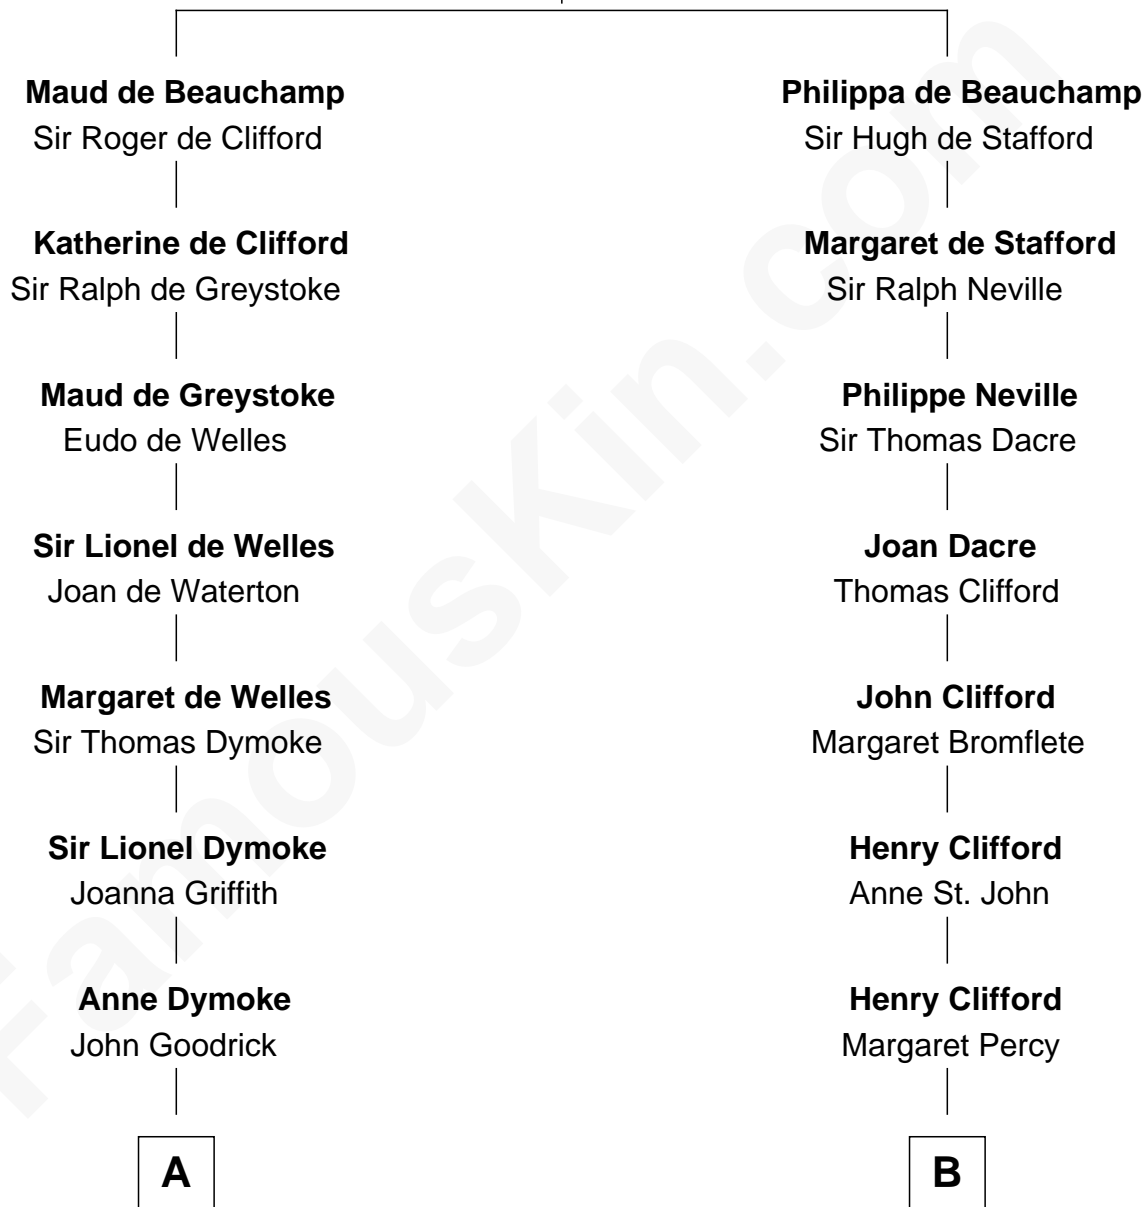 Maud de Beauchamp
Sir Roger de Clifford
Katherine de Clifford
Sir Ralph de Greystoke
Maud de Greystoke
Eudo de Welles
Sir Lionel de Welles
Joan de Waterton
Margaret de Welles
Sir Thomas Dymoke
Sir Lionel Dymoke
Joanna Griffith
Anne Dymoke
John Goodrick
A
Philippa de Beauchamp
Sir Hugh de Stafford
Margaret de Stafford
Sir Ralph Neville
Philippe Neville
Sir Thomas Dacre
Joan Dacre
Thomas Clifford
John Clifford
Margaret Bromflete
Henry Clifford
Anne St. John
Henry Clifford
Margaret Percy
B
FamousKin.com